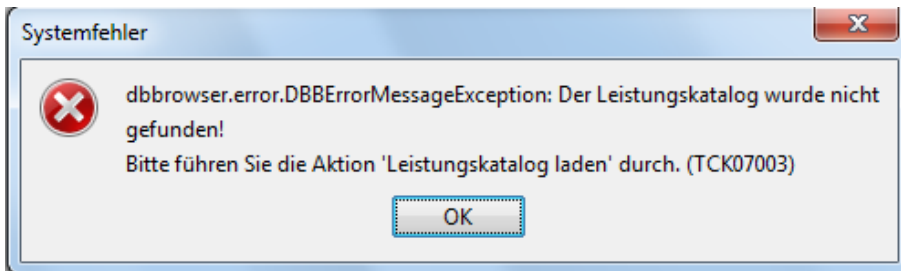 Systemfehler
dbbrowser.error.DBBErrorMessageException: Der Leistungskatalog wurde nicht
gefunden!
Bitte führen Sie die Aktion 'Leistungskatalog laden' durch. (TCK07003)
OK